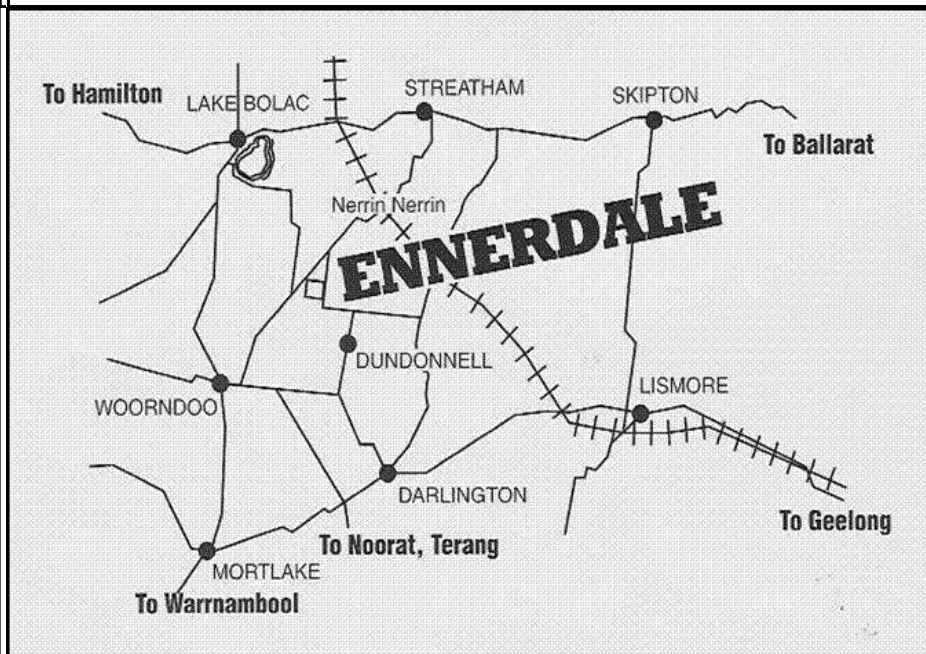 To Hamilton
LAKE BOLAC
STREATHAM
SKIPTON
To Ballarat
Nerrin Nerrin
ENNERDALE
DUNDONNELL
LISMORE
WOORNDOO
DARLINGTON
To Geelong
To Noorat, Terang
MORTLAKE
To Warrnambool